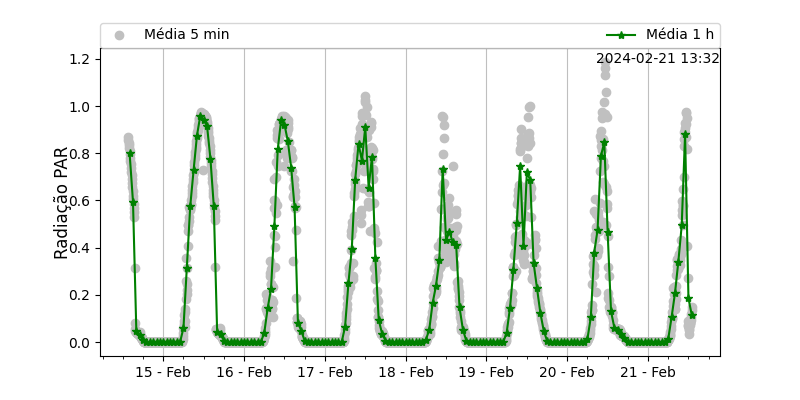 Média 5 min
Média 1 h
2024-02-21 13:32
Radiação PAR
1.2
1.0
0.8
0.6
0.4
0.2
0.0
15 - Feb
16 - Feb
17 - Feb
18 - Feb
19 - Feb
20 - Feb
21 - Feb